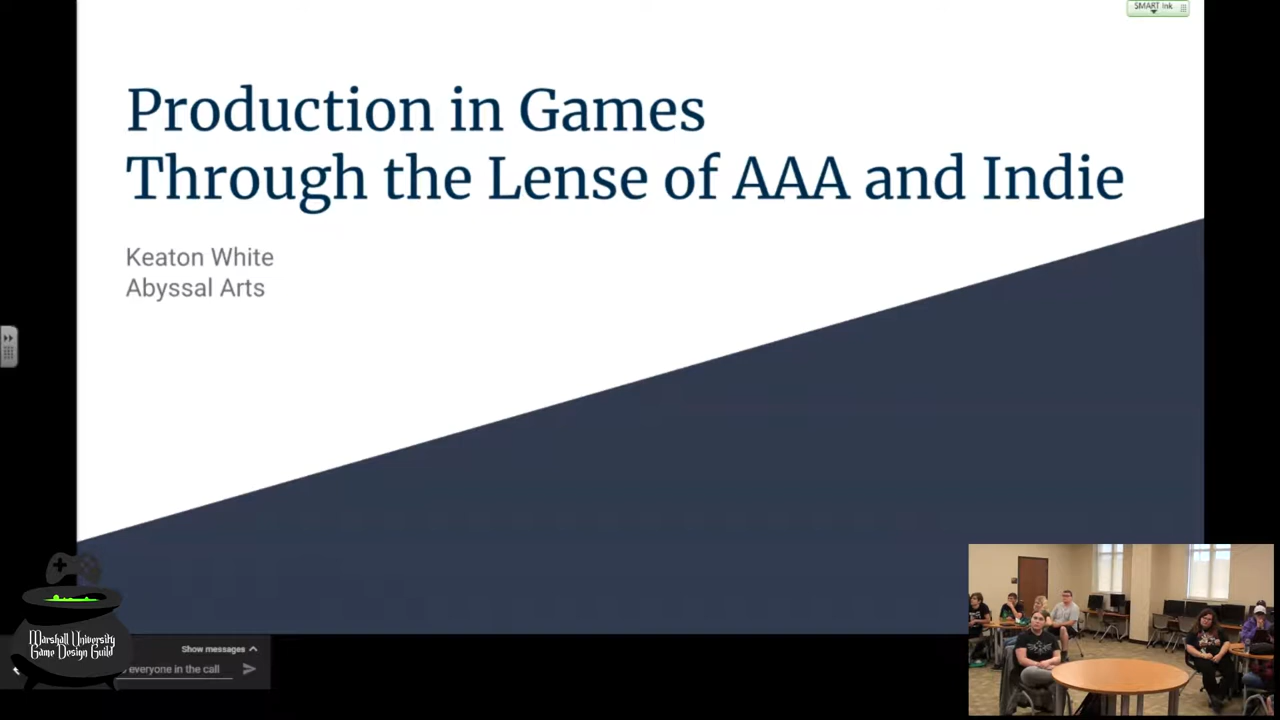 SMART Ink
Production in Games
Through the Lense of AAA and Indie
Keaton White
Abyssal Arts
Marshall University
Game Design Guild
Show messages
everyone in the call